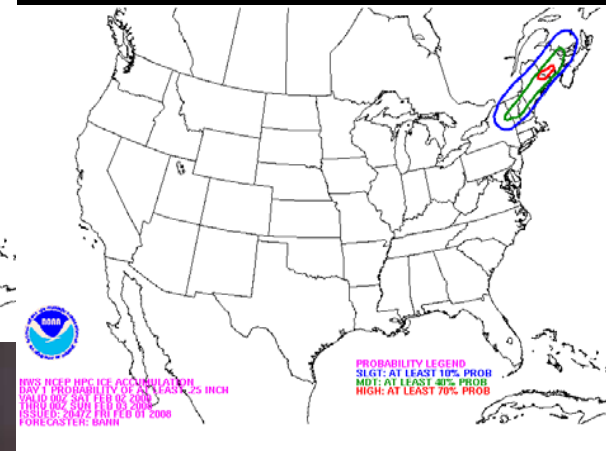 NOAA
PROBABILITY LEGEND
SLGT: AT LEAST 10% PROB
MDT: AT LEAST 40% PROB
HIGH: AT LEAST 70% PROB
NWS NCEP HPC ICE ACCUMULATION
DAY 1 PROBABILITY OF AT LEAST .25 INCH
VALID 00Z SAT FEB 02 2008
THRU 00Z SUN FEB 03 2008
ISSUED: 2047Z FRI FEB 01 2008
FORECASTER: BANN